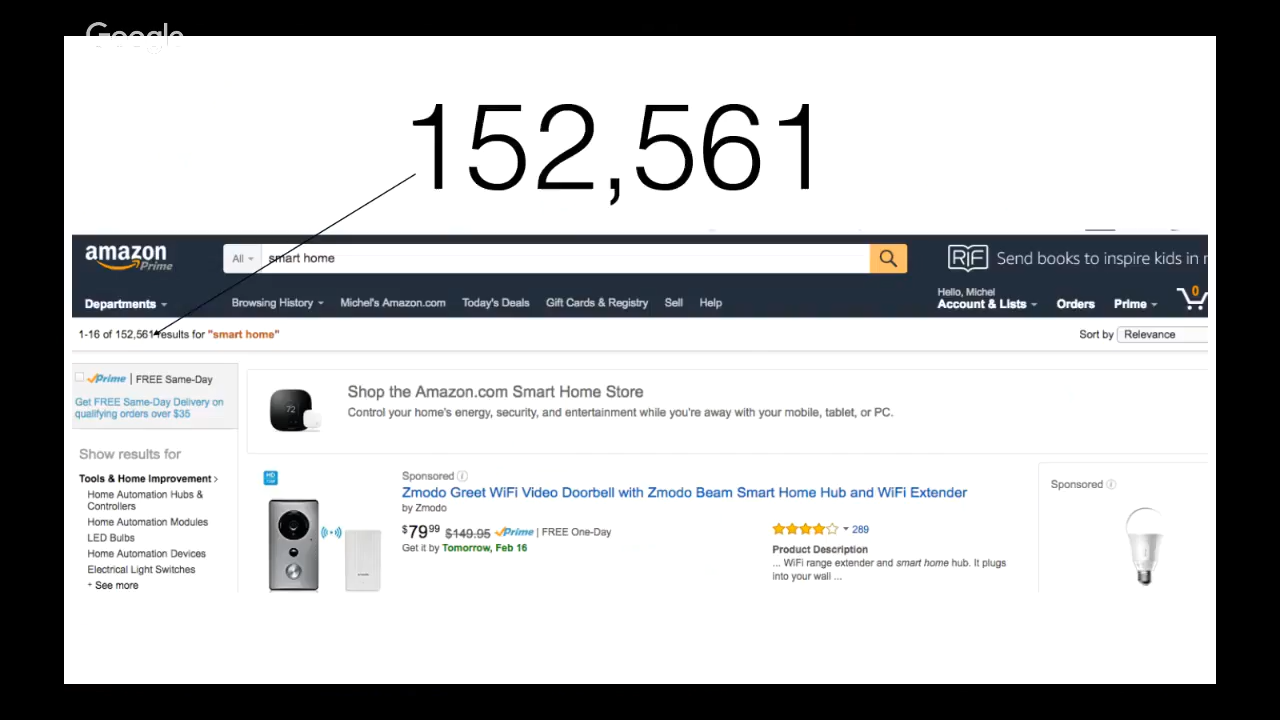 Google
152,561
amazon
Prime
All
smart home
RIF Send books to inspire kids in
Hello, Michel
Departments
Browsing History
Michel's Amazon.com
Today's Deals
Gift Cards & Registry
Sell
Help
Account & Lists
Orders
Prime
0
1-16 of 152,561 results for "smart home"
Sort by Relevance
Prime | FREE Same-Day
Get FREE Same-Day Delivery on
qualifying orders over $35
Show results for
Tools & Home Improvement
Home Automation Hubs &
Controllers
Home Automation Modules
LED Bulbs
Home Automation Devices
Electrical Light Switches
+ See more
72
Shop the Amazon.com Smart Home Store
Control your home's energy, security, and entertainment while you're away with your mobile, tablet, or PC.
HD
Sponsored
Zmodo Greet WiFi Video Doorbell with Zmodo Beam Smart Home Hub and WiFi Extender
by Zmodo
$79.99 $149.95 Prime | FREE One-Day
Get it by Tomorrow, Feb 16
289
Product Description
... WiFi range extender and smart home hub. It plugs
into your wall ...
Sponsored